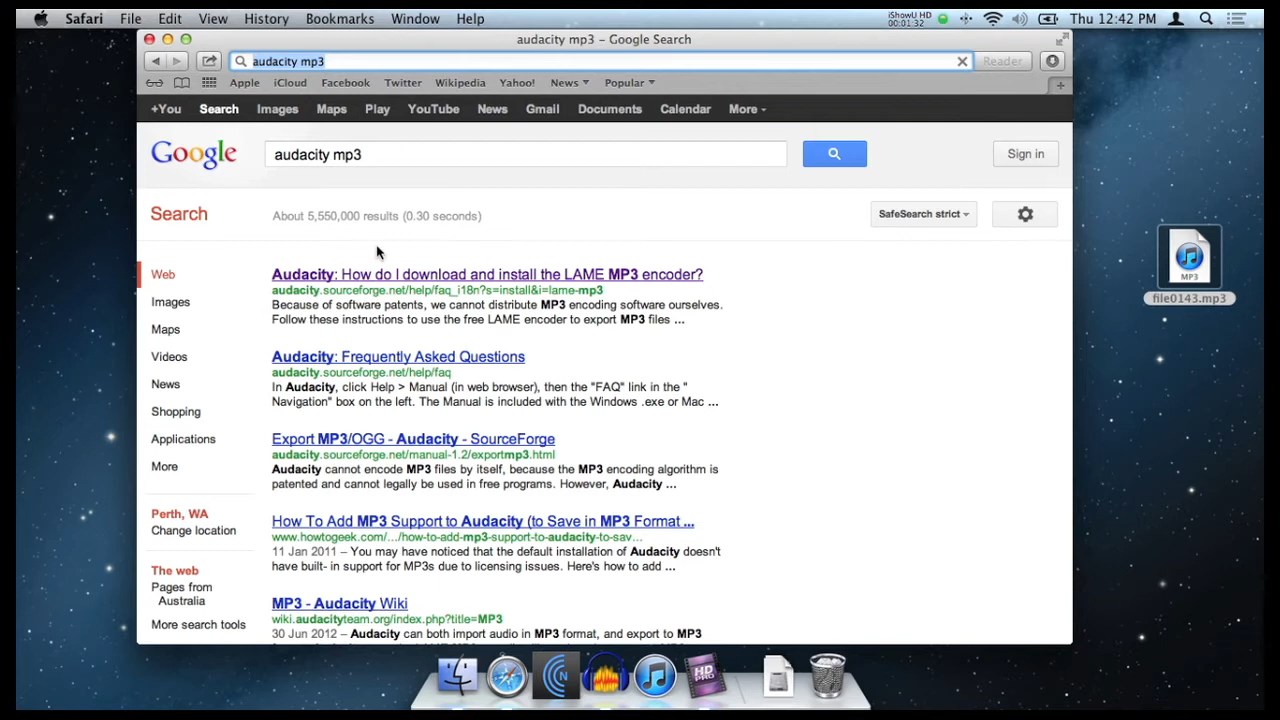 Safari File Edit View History Bookmarks Window Help
iShowU HD
00:01:32
Thu 12:42 PM
audacity mp3 – Google Search
audacity mp3
Reader
Apple iCloud Facebook Twitter Wikipedia Yahoo! News Popular
+You Search Images Maps Play YouTube News Gmail Documents Calendar More
Google
audacity mp3
Sign in
Search
About 5,550,000 results (0.30 seconds)
SafeSearch strict
Web
Images
Maps
Videos
News
Shopping
Applications
More
Perth, WA
Change location
The web
Pages from
Australia
More search tools
Audacity: How do I download and install the LAME MP3 encoder?
audacity.sourceforge.net/help/faq_i18n?s=install&i=lame-mp3
Because of software patents, we cannot distribute MP3 encoding software ourselves.
Follow these instructions to use the free LAME encoder to export MP3 files ...
Audacity: Frequently Asked Questions
audacity.sourceforge.net/help/faq
In Audacity, click Help > Manual (in web browser), then the "FAQ" link in the "
Navigation" box on the left. The Manual is included with the Windows .exe or Mac ...
Export MP3/OGG - Audacity - SourceForge
audacity.sourceforge.net/manual-1.2/exportmp3.html
Audacity cannot encode MP3 files by itself, because the MP3 encoding algorithm is
patented and cannot legally be used in free programs. However, Audacity ...
How To Add MP3 Support to Audacity (to Save in MP3 Format ...
www.howtogeek.com/.../how-to-add-mp3-support-to-audacity-to-sav...
11 Jan 2011 – You may have noticed that the default installation of Audacity doesn't
have built- in support for MP3s due to licensing issues. Here's how to add ...
MP3 - Audacity Wiki
wiki.audacityteam.org/index.php?title=MP3
30 Jun 2012 – Audacity can both import audio in MP3 format, and export to MP3
MP3
file0143.mp3
N
HD
PRO